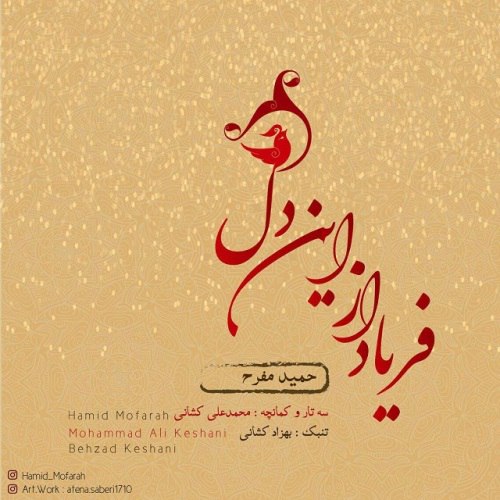 فریاد از این دل
حمید مفرح
Hamid Mofarah سه تار و کمانچه : محمدعلی کشانی
Mohammad Ali Keshani تنبک : بهزاد کشانی
Behzad Keshani
Hamid_Mofarah
Art.Work : atena.saberi1710